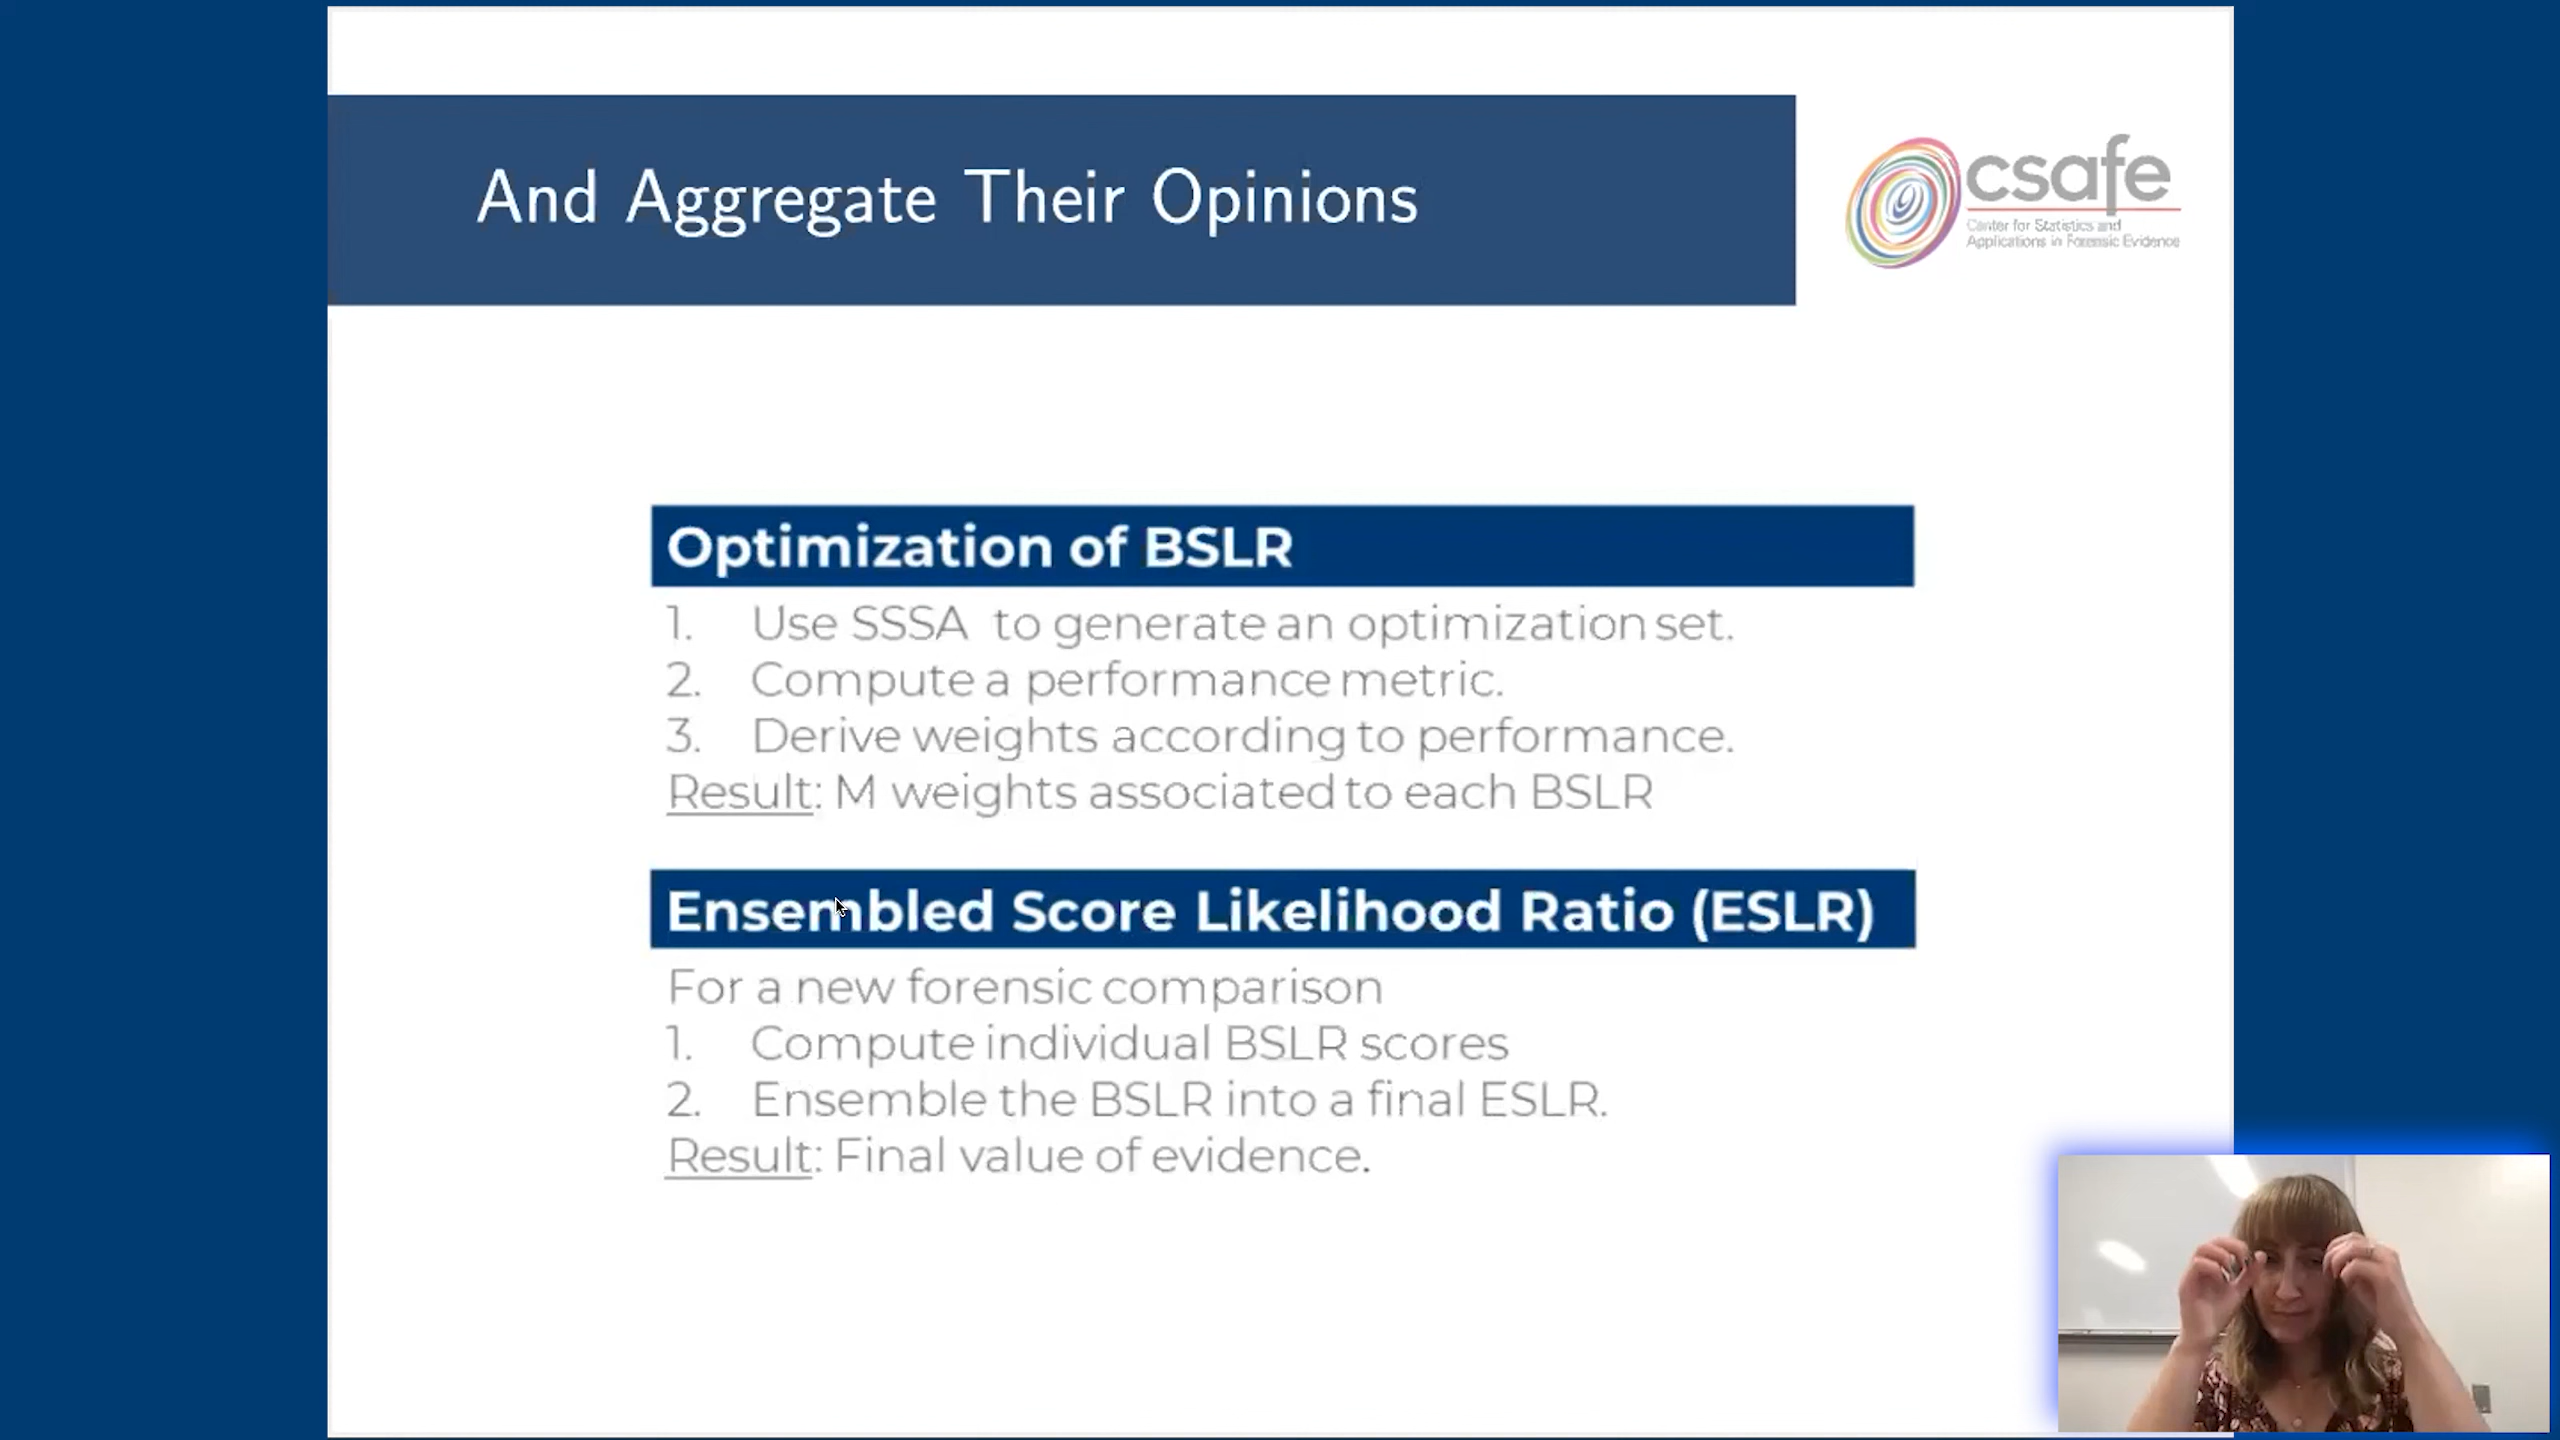 And Aggregate Their Opinions
csafe
Center for Statistics and
Applications in Forensic Evidence
Optimization of BSLR
1. Use SSSA to generate an optimization set.
2. Compute a performance metric.
3. Derive weights according to performance.
Result: M weights associated to each BSLR
Ensembled Score Likelihood Ratio (ESLR)
For a new forensic comparison
1. Compute individual BSLR scores
2. Ensemble the BSLR into a final ESLR.
Result: Final value of evidence.